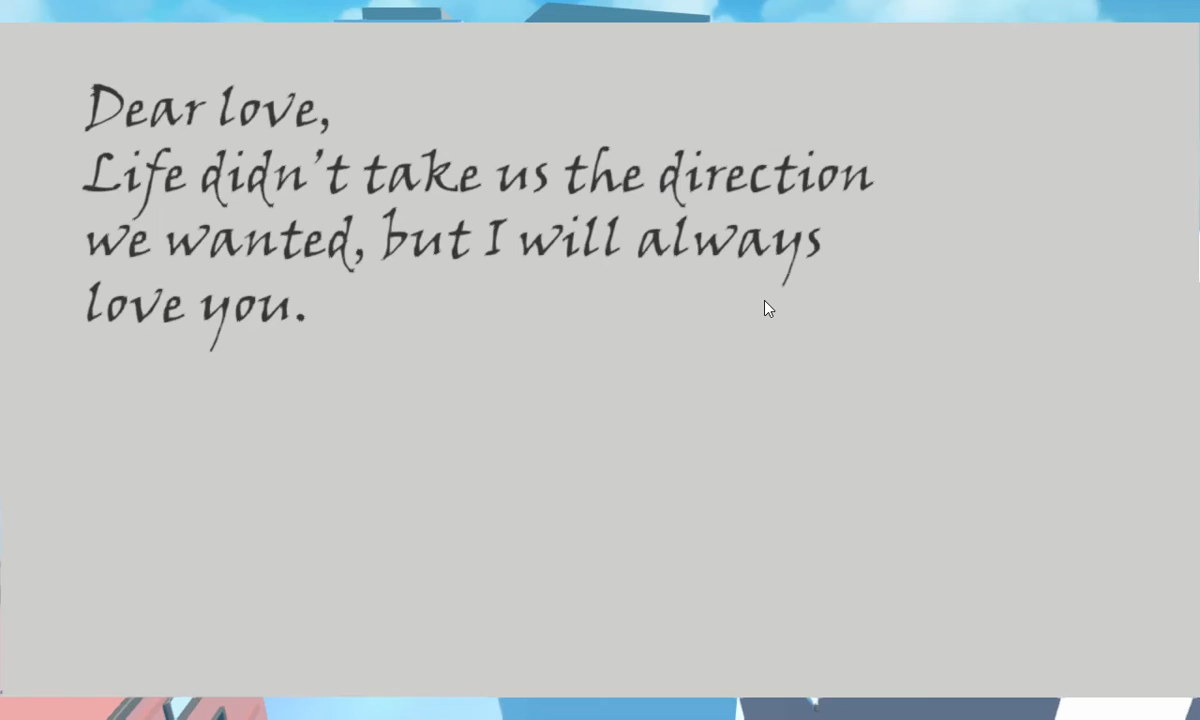 Dear love,
Life didn't take us the direction
we wanted, but I will always
love you.